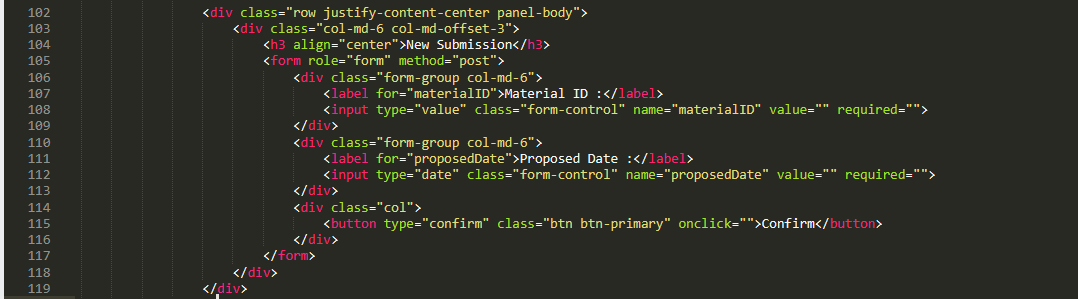 102 <div class="row justify-content-center panel-body">
103 <div class="col-md-6 col-md-offset-3">
104 <h3 align="center">New Submission</h3>
105 <form role="form" method="post">
106 <div class="form-group col-md-6">
107 <label for="materialID">Material ID :</label>
108 <input type="value" class="form-control" name="materialID" value="" required="">
109 </div>
110 <div class="form-group col-md-6">
111 <label for="proposedDate">Proposed Date :</label>
112 <input type="date" class="form-control" name="proposedDate" value="" required="">
113 </div>
114 <div class="col">
115 <button type="confirm" class="btn btn-primary" onclick="">Confirm</button>
116 </div>
117 </form>
118 </div>
119 </div>